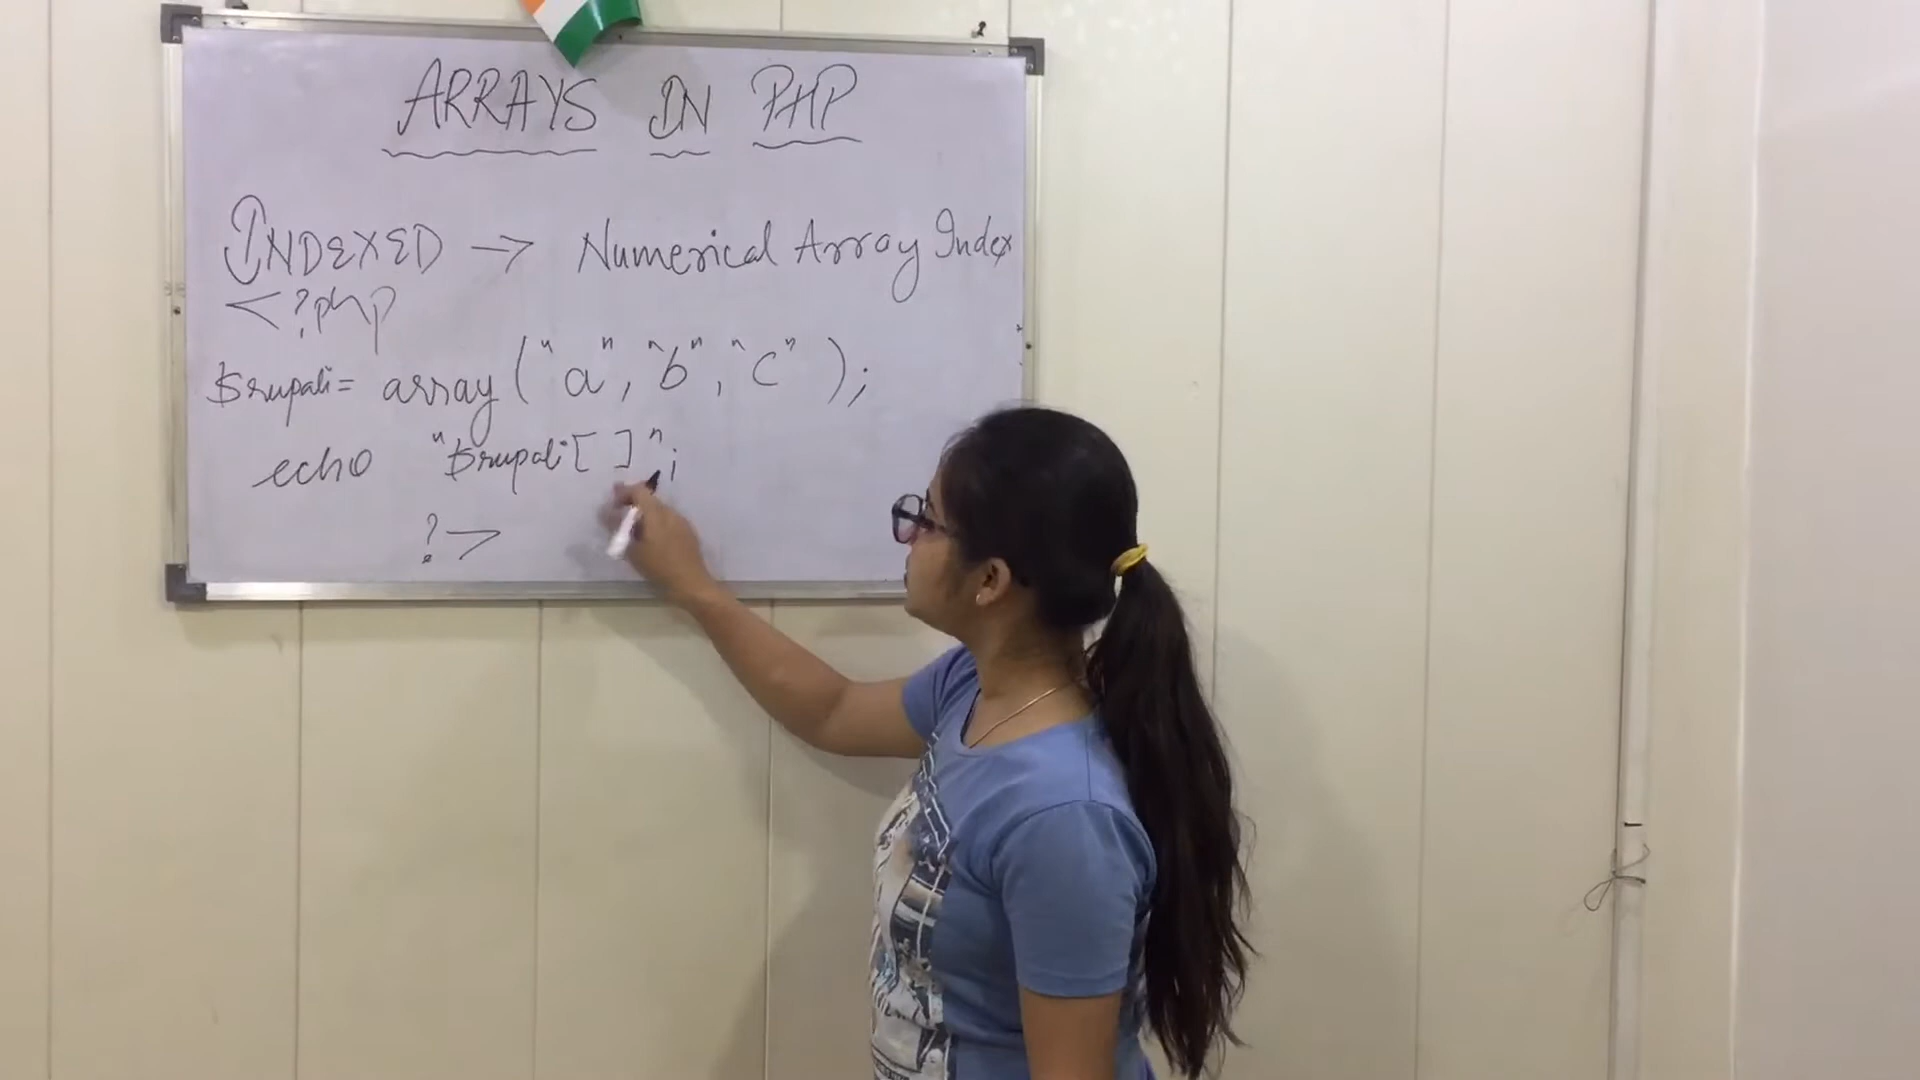 ARRAYS IN PHP
INDEXED → Numerical Array Index
<?php
$rupali = array("a", "b", "c");
echo "$rupali[ ]";
?>